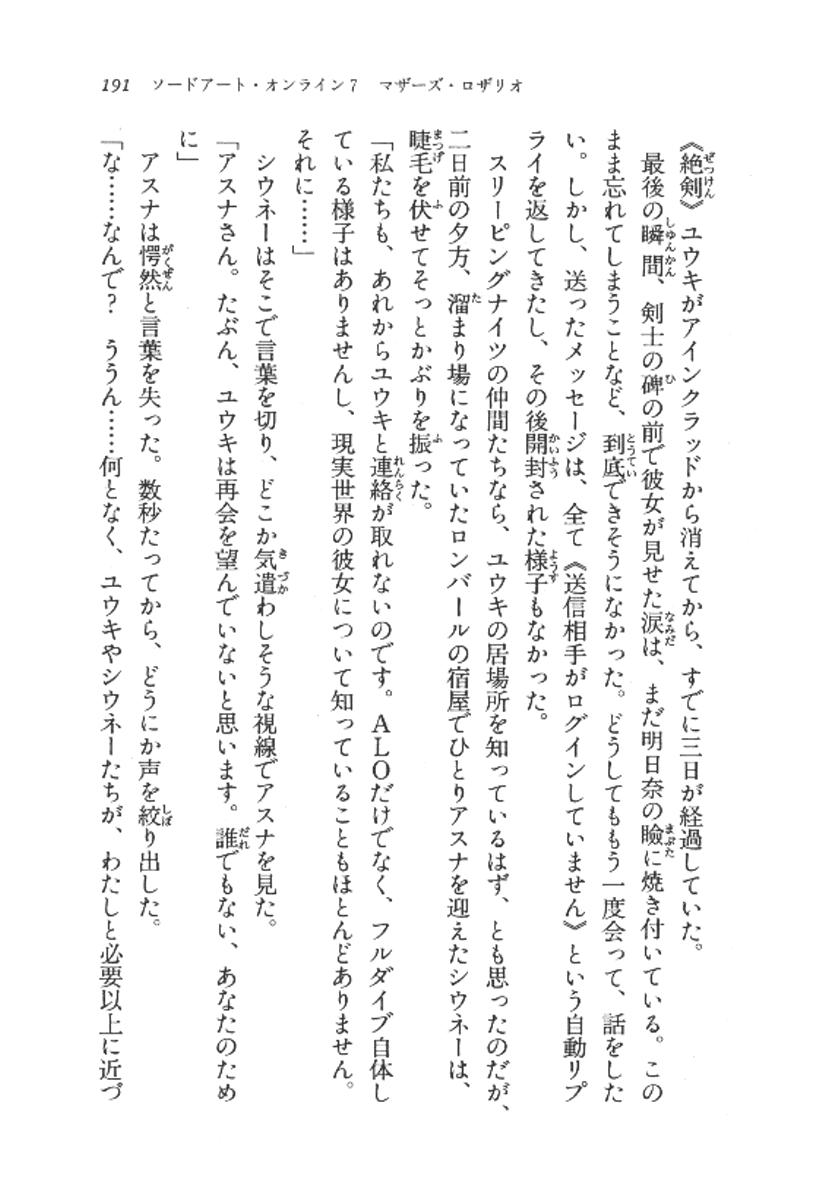 191　ソードアート・オンライン7　マザーズ・ロザリオ
《絶剣》ユウキがアインクラッドから消えてから、すでに三日が経過していた。
最後の瞬間、剣士の碑の前で彼女が見せた涙は、まだ明日奈の瞼に焼き付いている。この
まま忘れてしまうことなど、到底できそうになかった。どうしてももう一度会って、話をした
い。しかし、送ったメッセージは、全て《送信相手がログインしていません》という自動リプ
ライを返してきたし、その後開封された様子もなかった。
スリーピングナイツの仲間たちなら、ユウキの居場所を知っているはず、とも思ったのだが、
二日前の夕方、溜まり場になっていたロンバールの宿屋でひとりアスナを迎えたシウネーは、
睫毛を伏せてそっとかぶりを振った。
「私たちも、あれからユウキと連絡が取れないのです。ＡＬＯだけでなく、フルダイブ自体し
ている様子はありませんし、現実世界の彼女について知っていることもほとんどありません。
それに……」
シウネーはそこで言葉を切り、どこか気遣わしそうな視線でアスナを見た。
「アスナさん。たぶん、ユウキは再会を望んでいないと思います。誰でもない、あなたのため
に」
アスナは愕然と言葉を失った。数秒たってから、どうにか声を絞り出した。
「な……なんで？　ううん……何となく、ユウキやシウネーたちが、わたしと必要以上に近づ